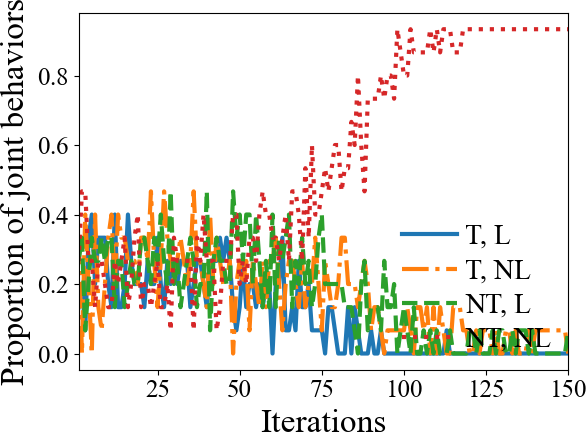 Proportion of joint behaviors
0.8
0.6
0.4
0.2
0.0
T, L
T, NL
NT, L
NT, NL
25 50 75 100 125 150
Iterations